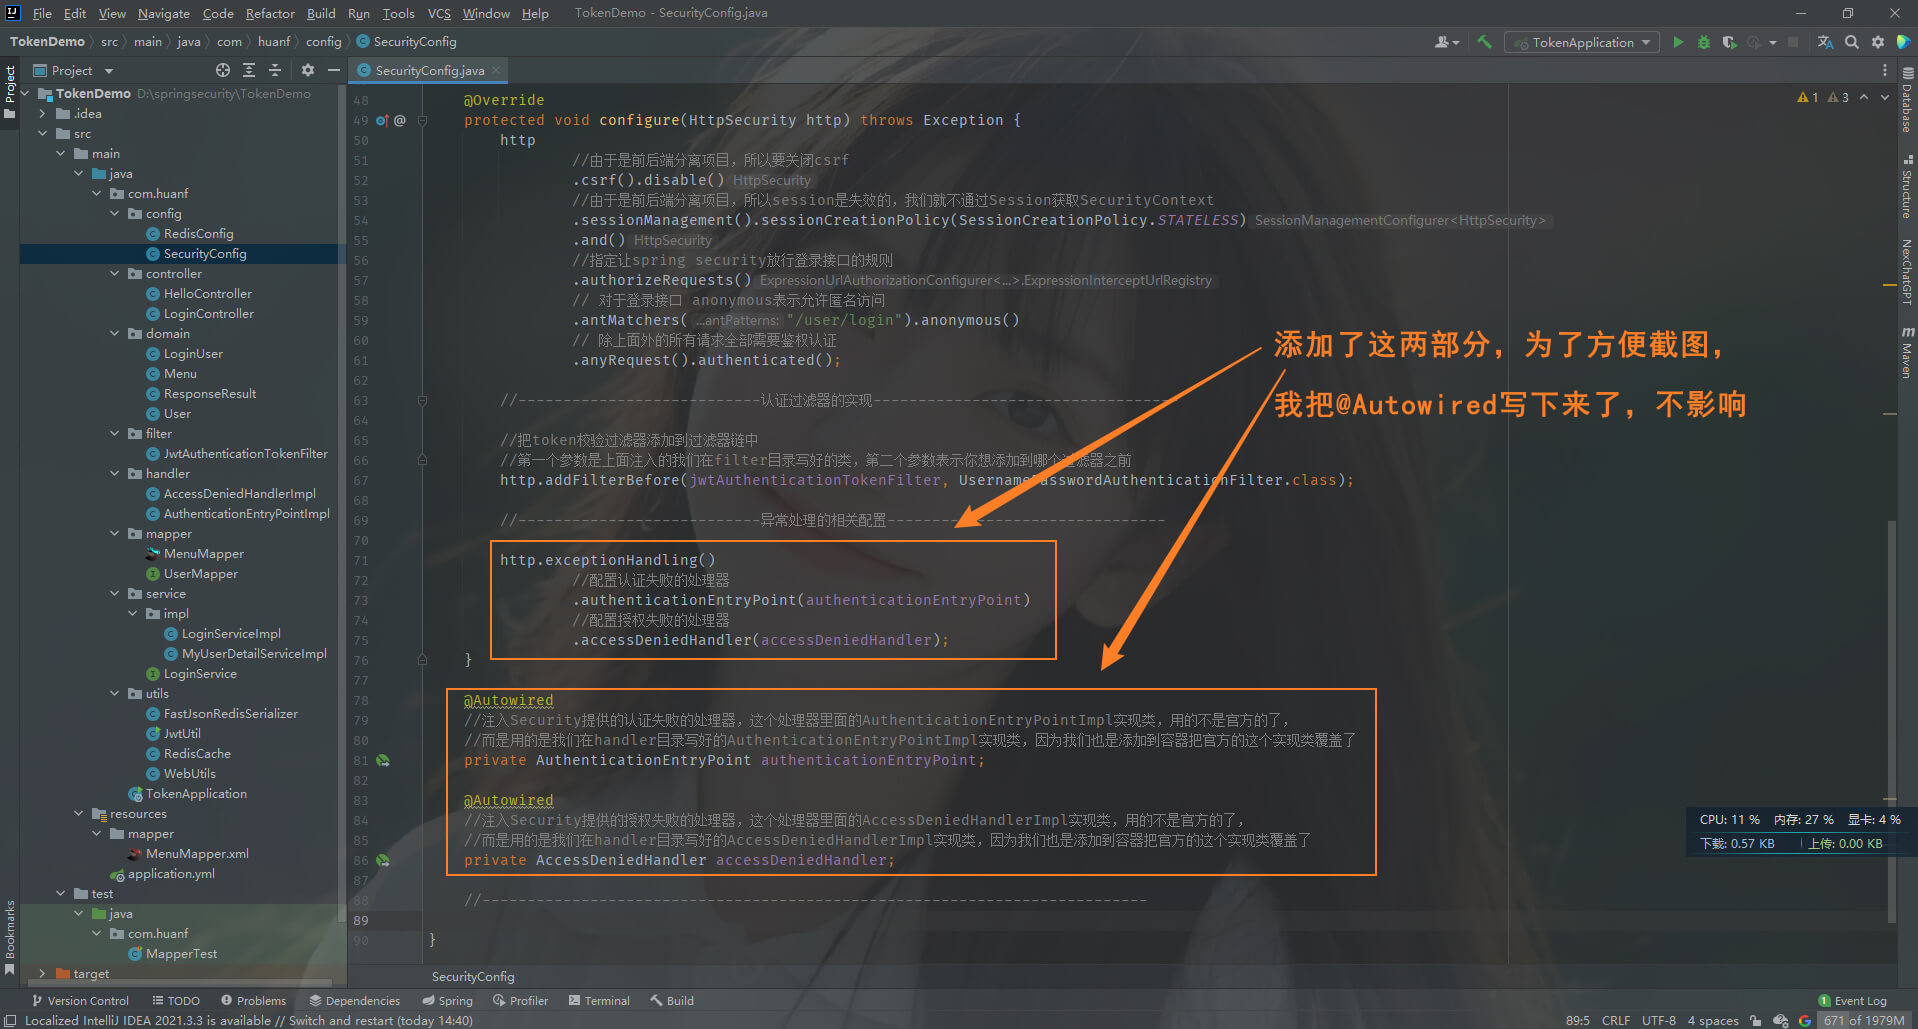 File Edit View Navigate Code Refactor Build Run Tools VCS Window Help TokenDemo - SecurityConfig.java
TokenDemo src main java com huanf config SecurityConfig
TokenApplication
Project
SecurityConfig.java
Project
TokenDemo D:\springsecurity\TokenDemo
.idea
src
main
java
com.huanf
config
RedisConfig
SecurityConfig
controller
HelloController
LoginController
domain
LoginUser
Menu
ResponseResult
User
filter
JwtAuthenticationTokenFilter
handler
AccessDeniedHandlerImpl
AuthenticationEntryPointImpl
mapper
MenuMapper
UserMapper
service
impl
LoginServiceImpl
MyUserDetailServiceImpl
LoginService
utils
FastJsonRedisSerializer
JwtUtil
RedisCache
WebUtils
TokenApplication
resources
mapper
MenuMapper.xml
application.yml
test
java
com.huanf
MapperTest
target
Bookmarks
1 3
48 @Override
49 protected void configure(HttpSecurity http) throws Exception {
50 http
51 //由于是前后端分离项目，所以要关闭csrf
52 .csrf().disable() HttpSecurity
53 //由于是前后端分离项目，所以session是失效的，我们就不通过Session获取SecurityContext
54 .sessionManagement().sessionCreationPolicy(SessionCreationPolicy.STATELESS) SessionManagementConfigurer<HttpSecurity>
55 .and() HttpSecurity
56 //指定让spring security放行登录接口的规则
57 .authorizeRequests() ExpressionUrlAuthorizationConfigurer<...>.ExpressionInterceptUrlRegistry
58 // 对于登录接口 anonymous表示允许匿名访问
59 .antMatchers( ...antPatterns: "/user/login").anonymous()
60 // 除上面外的所有请求全部需要鉴权认证
61 .anyRequest().authenticated();
62
63 //---------------------------认证过滤器的实现---------------------------------
64
65 //把token校验过滤器添加到过滤器链中
66 //第一个参数是上面注入的我们在filter目录写好的类，第二个参数表示你想添加到哪个过滤器之前
67 http.addFilterBefore(jwtAuthenticationTokenFilter, UsernamePasswordAuthenticationFilter.class);
68
69 //---------------------------异常处理的相关配置-------------------------------
70
71 http.exceptionHandling()
72 //配置认证失败的处理器
73 .authenticationEntryPoint(authenticationEntryPoint)
74 //配置授权失败的处理器
75 .accessDeniedHandler(accessDeniedHandler);
76 }
77
78 @Autowired
79 //注入Security提供的认证失败的处理器，这个处理器里面的AuthenticationEntryPointImpl实现类，用的不是官方的了，
80 //而是用的是我们在handler目录写好的AuthenticationEntryPointImpl实现类，因为我们也是添加到容器把官方的这个实现类覆盖了
81 private AuthenticationEntryPoint authenticationEntryPoint;
82
83 @Autowired
84 //注入Security提供的授权失败的处理器，这个处理器里面的AccessDeniedHandlerImpl实现类，用的不是官方的了，
85 //而是用的是我们在handler目录写好的AccessDeniedHandlerImpl实现类，因为我们也是添加到容器把官方的这个实现类覆盖了
86 private AccessDeniedHandler accessDeniedHandler;
87
88 //--------------------------------------------------------------------------
89
90 }
添加了这两部分，为了方便截图，
我把@Autowired写下来了，不影响
Database
Structure
NexChatGPT
Maven
CPU: 11 % 内存: 27 % 显卡: 4 %
下载: 0.57 KB 上传: 0.00 KB
SecurityConfig
Version Control TODO Problems Dependencies Spring Profiler Terminal Build 1 Event Log
Localized IntelliJ IDEA 2021.3.3 is available // Switch and restart (today 14:40) 89:5 CRLF UTF-8 4 spaces 671 of 1979M